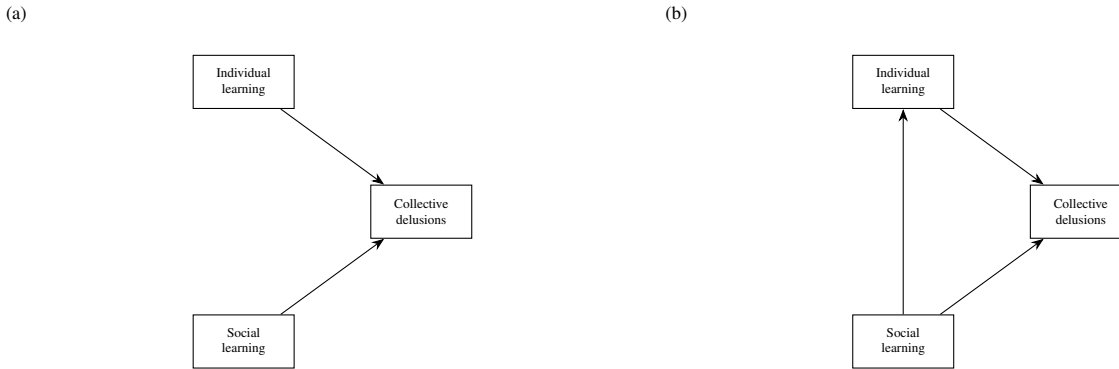 (a)
Individual
learning
Collective
delusions
Social
learning
(b)
Individual
learning
Collective
delusions
Social
learning